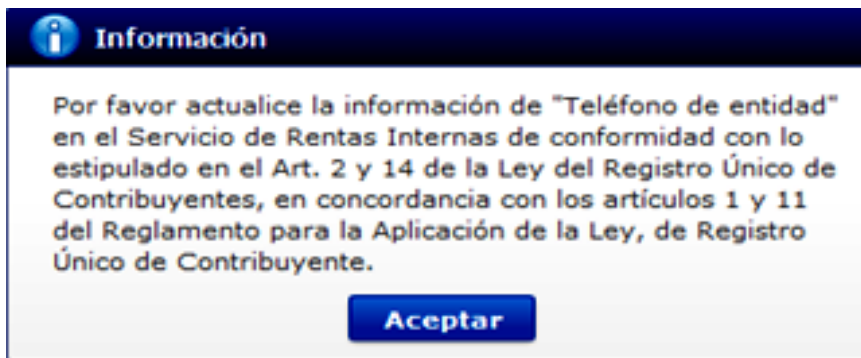 Información
Por favor actualice la información de "Teléfono de entidad"
en el Servicio de Rentas Internas de conformidad con lo
estipulado en el Art. 2 y 14 de la Ley del Registro Único de
Contribuyentes, en concordancia con los artículos 1 y 11
del Reglamento para la Aplicación de la Ley, de Registro
Único de Contribuyente.
Aceptar